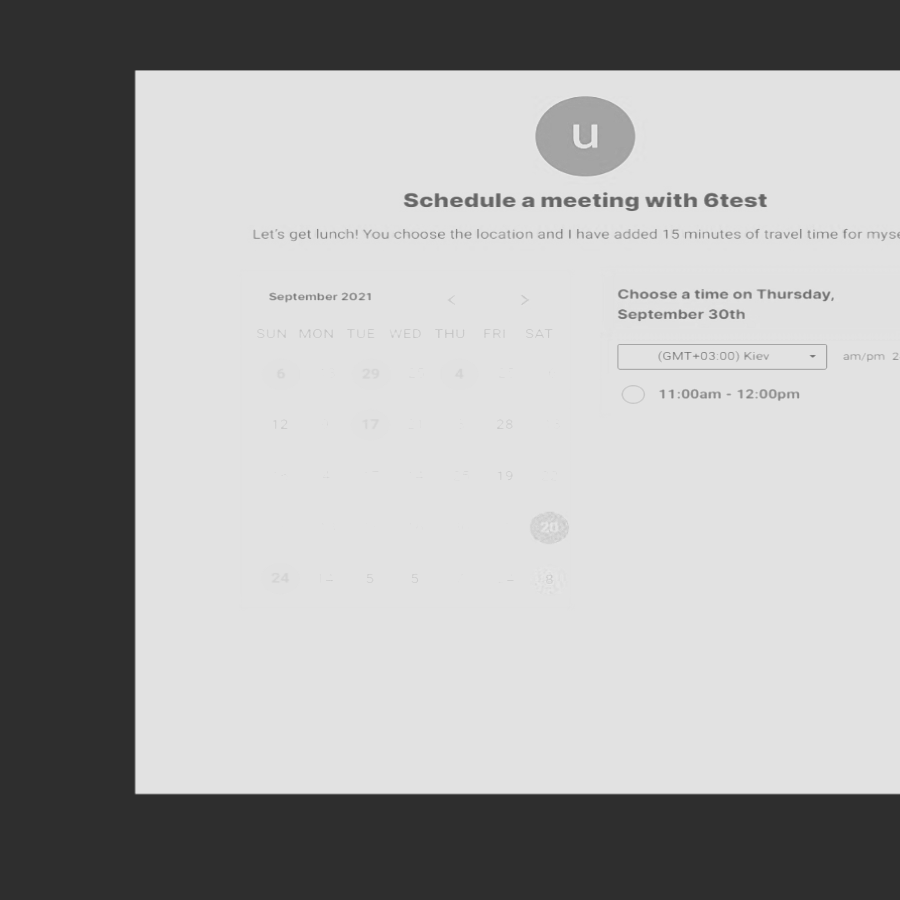 u
Schedule a meeting with 6test
Let's get lunch! You choose the location and I have added 15 minutes of travel time for
September 2021
SUN MON TUE WED THU FRI SAT
6 29 4
12 17 28
19
20
24 5 5 8
Choose a time on Thursday,
September 30th
(GMT+03:00) Kiev
am/pm
11:00am - 12:00pm